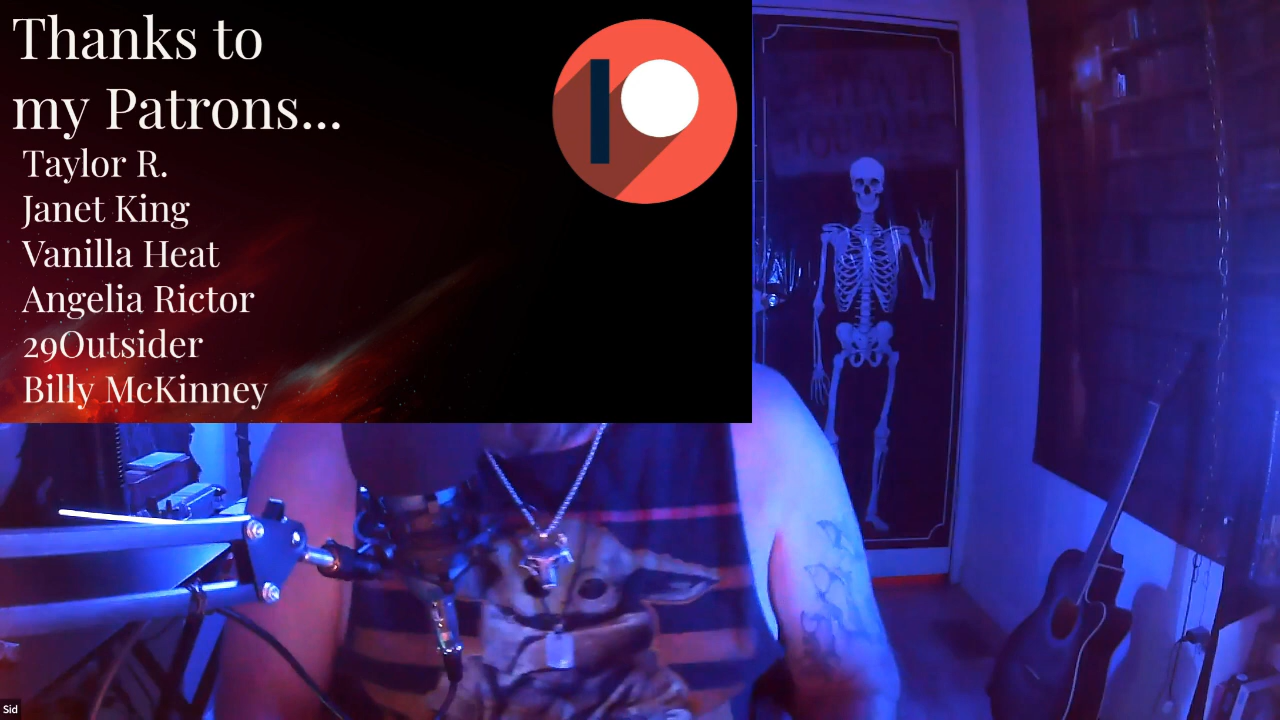 Thanks to
my Patrons...
Taylor R.
Janet King
Vanilla Heat
Angelia Rictor
29Outsider
Billy McKinney
Sid